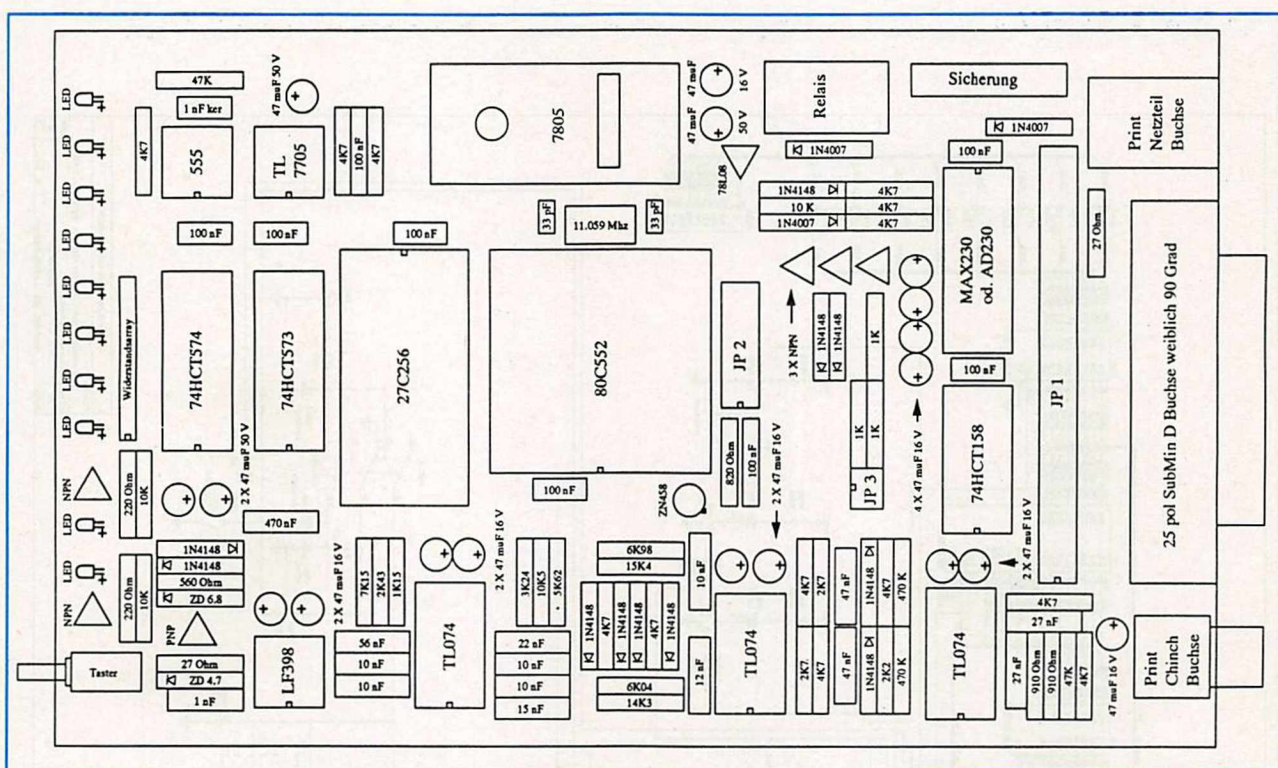 LED
LED
LED
LED
LED
LED
LED
LED
NPN
LED
LED
NPN
Taster
47K
1 nF ker
4K7
555
47 muF 50 V
TL
7705
4K7
100 nF
4K7
100 nF
100 nF
100 nF
Widerstandsarray
74HCT574
74HCT573
27C256
220 Ohm
10K
2 X 47 muF 50 V
470 nF
1N4148
1N4148
560 Ohm
ZD 6.8
220 Ohm
10K
PNP
27 Ohm
ZD 4.7
1 nF
LF398
2 X 47 muF 16 V
7K15
2K43
1K15
56 nF
10 nF
10 nF
TL074
2 X 47 muF 16 V
3K24
10K5
5K62
22 nF
10 nF
10 nF
15 nF
7805
47 muF
50 V
47 muF
16 V
78L08
33 pF
11.059 Mhz
33 pF
80C552
100 nF
ZN458
JP 2
820 Ohm
100 nF
2 X 47 muF 16 V
6K98
15K4
1N4148
4K7
1N4148
1N4148
4K7
1N4148
6K04
14K3
10 nF
12 nF
TL074
Relais
1N4007
Sicherung
1N4007
100 nF
1N4148
4K7
10 K
4K7
1N4007
4K7
3 X NPN
1N4148
1N4148
1K
1K
1K
JP 3
4 X 47 muF 16 V
MAX230
od. AD230
100 nF
74HCT158
JP 1
27 Ohm
4K7
2K7
2K7
4K7
47 nF
47 nF
1N4148
4K7
470 K
1N4148
2K2
470 K
TL074
2 X 47 muF 16 V
4K7
27 nF
27 nF
910 Ohm
910 Ohm
47K
4K7
47 muF 16 V
Print
Netzteil
Buchse
25 pol SubMin D Buchse weiblich 90 Grad
Print
Chinch
Buchse